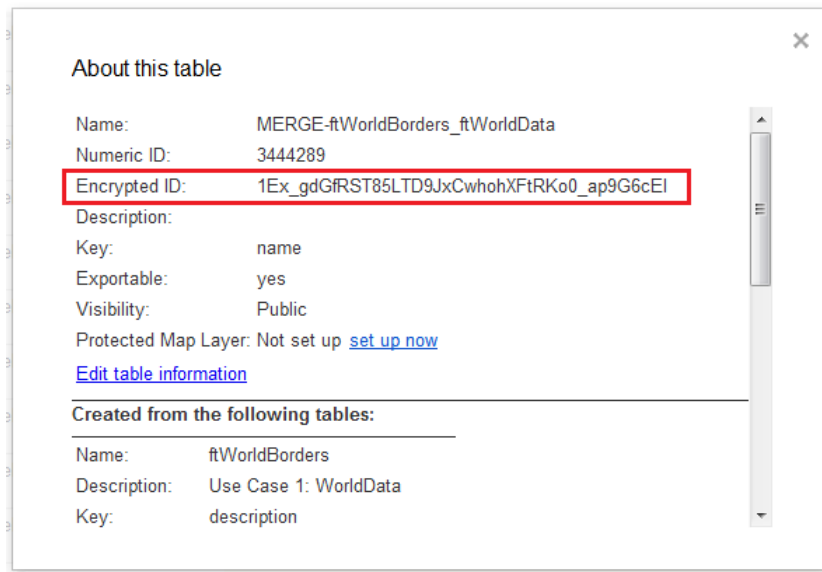 About this table
Name: MERGE-ftWorldBorders_ftWorldData
Numeric ID: 3444289
Encrypted ID: 1Ex_gdGfRST85LTD9JxCwhohXFtRKo0_ap9G6cEI
Description:
Key: name
Exportable: yes
Visibility: Public
Protected Map Layer: Not set up set up now
Edit table information
Created from the following tables:
Name: ftWorldBorders
Description: Use Case 1: WorldData
Key: description